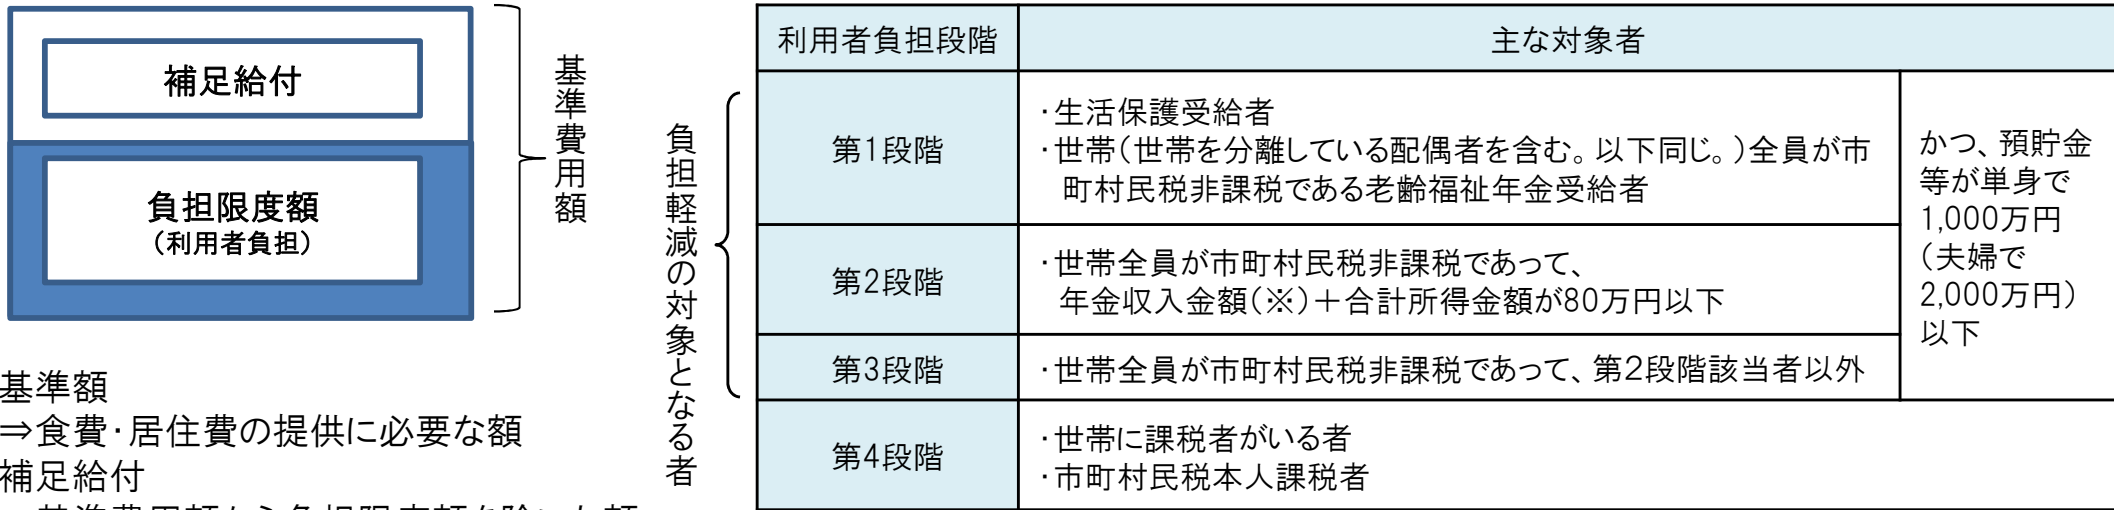 補足給付
負担限度額
（利用者負担）
基準費用額
基準額
⇒食費・居住費の提供に必要な額
補足給付
負担軽減の対象となる者
利用者負担段階
主な対象者
第1段階
・生活保護受給者
・世帯（世帯を分離している配偶者を含む。以下同じ。）全員が市
町村民税非課税である老齢福祉年金受給者
第2段階
・世帯全員が市町村民税非課税であって、
年金収入金額（※）＋合計所得金額が80万円以下
第3段階
・世帯全員が市町村民税非課税であって、第２段階該当者以外
かつ、預貯金
等が単身で
1,000万円
（夫婦で
2,000万円）
以下
第4段階
・世帯に課税者がいる者
・市町村民税本人課税者